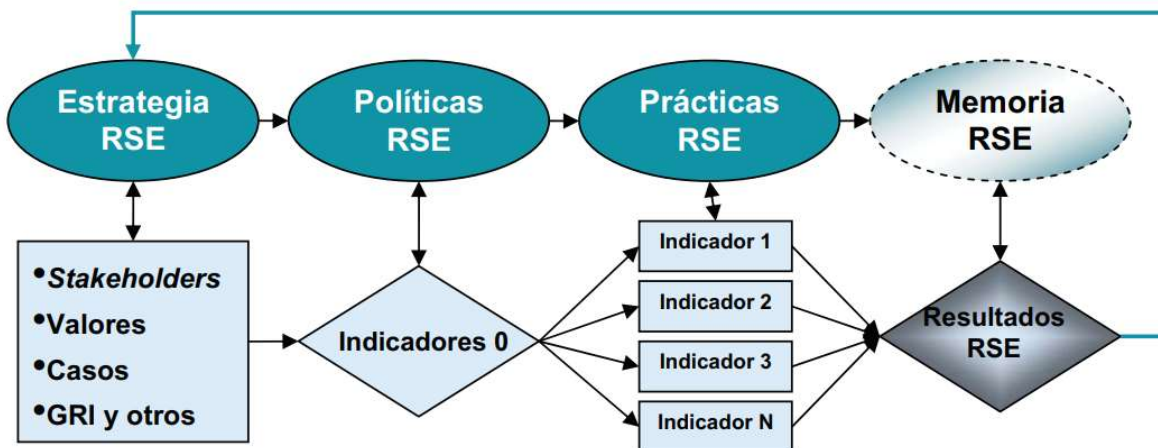 Estrategia
RSE
Políticas
RSE
Prácticas
RSE
Memoria
RSE
•Stakeholders
•Valores
•Casos
•GRI y otros
Indicadores 0
Indicador 1
Indicador 2
Indicador 3
Indicador N
Resultados
RSE